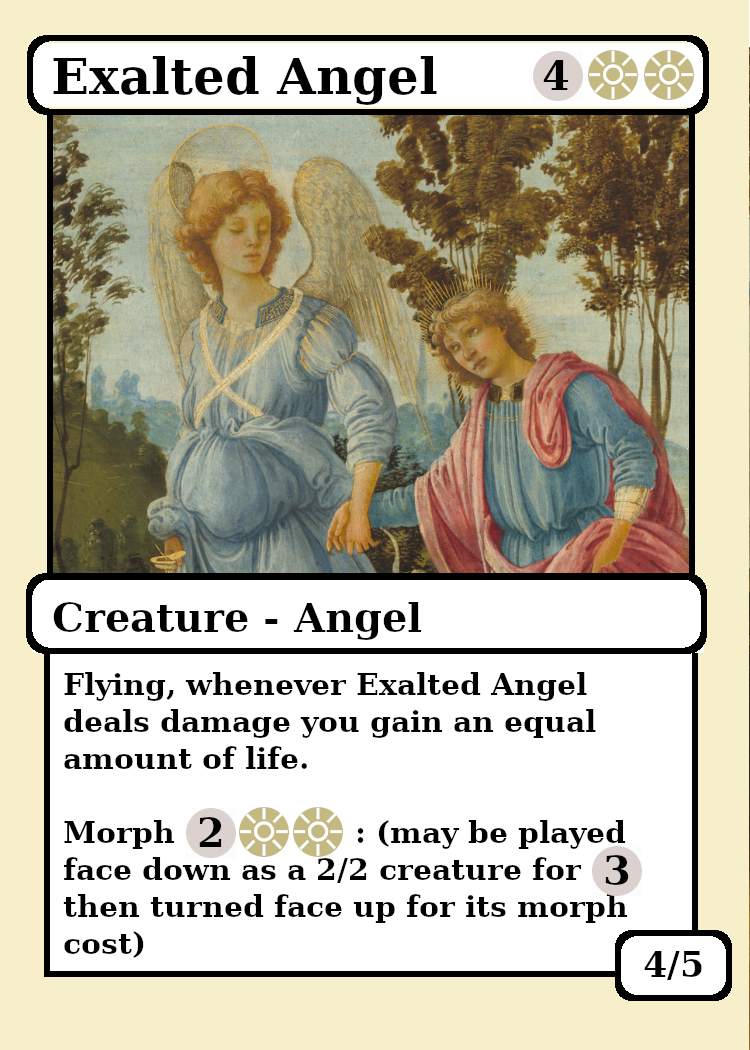 Exalted Angel 4
Creature - Angel
Flying, whenever Exalted Angel
deals damage you gain an equal
amount of life.
Morph 2 : (may be played
face down as a 2/2 creature for 3
then turned face up for its morph
cost)
4/5